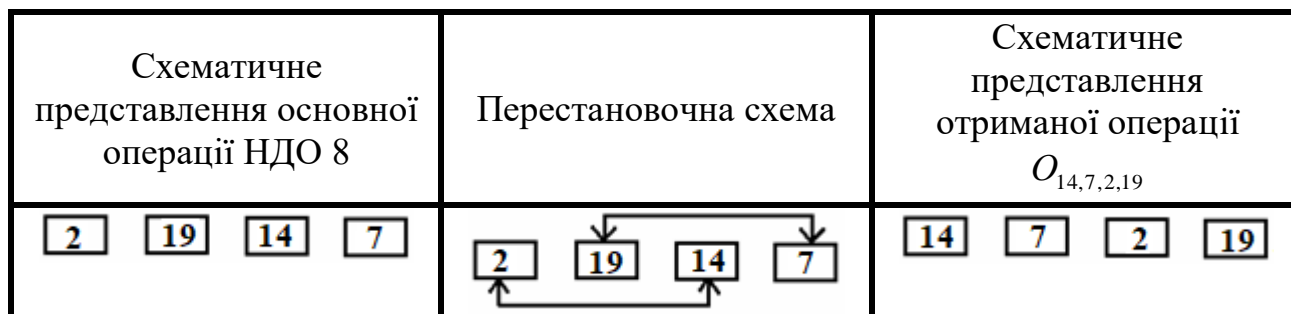 Схематичне
представлення основної
операції НДО 8
Перестановочна схема
Схематичне
представлення
отриманої операції
O14,7,2,19
2 19 14 7
2 19 14 7
14 7 2 19